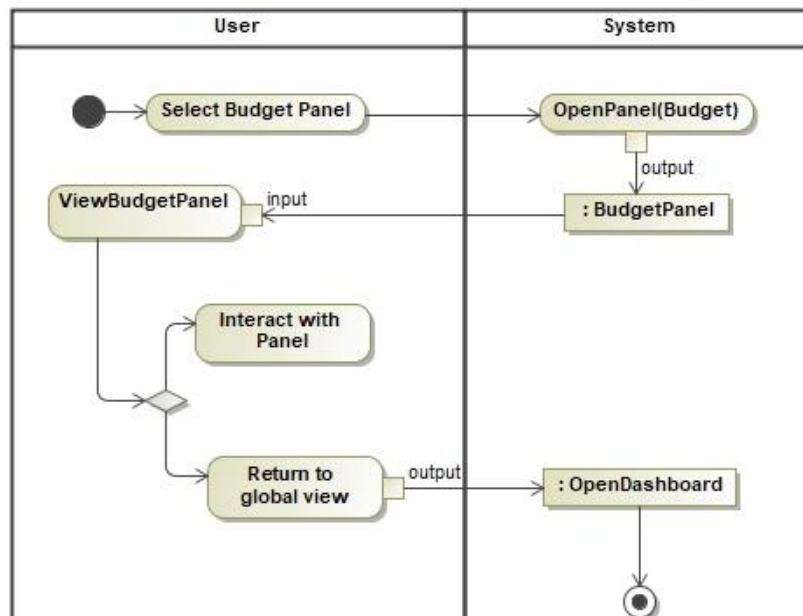 User
System
Select Budget Panel
OpenPanel(Budget)
output
ViewBudgetPanel
input
: BudgetPanel
Interact with
Panel
Return to
global view
output
: OpenDashboard